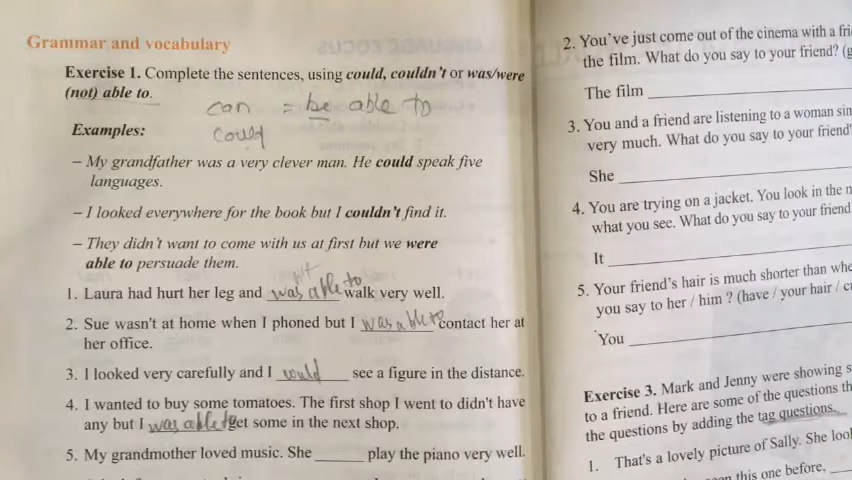 Grammar and vocabulary
Exercise 1. Complete the sentences, using could, couldn't or was/were
(not) able to.
can = be able to
could
Examples:
– My grandfather was a very clever man. He could speak five
languages.
– I looked everywhere for the book but I couldn't find it.
– They didn't want to come with us at first but we were
able to persuade them.
1. Laura had hurt her leg and was able to walk very well.
2. Sue wasn't at home when I phoned but I was able to contact her at
her office.
3. I looked very carefully and I could see a figure in the distance.
4. I wanted to buy some tomatoes. The first shop I went to didn't have
any but I was able to get some in the next shop.
5. My grandmother loved music. She ______ play the piano very well.
2. You've just come out of the cinema with a
the film. What do you say to your friend?
The film
3. You and a friend are listening to a woman
very much. What do you say to your friend
She
4. You are trying on a jacket. You look in the
what you see. What do you say to your friend
It
5. Your friend's hair is much shorter than
you say to her / him ? (have / your hair /
You
Exercise 3. Mark and Jenny were showing
to a friend. Here are some of the questions
the questions by adding the tag questions.
1. That's a lovely picture of Sally. She
this one before,